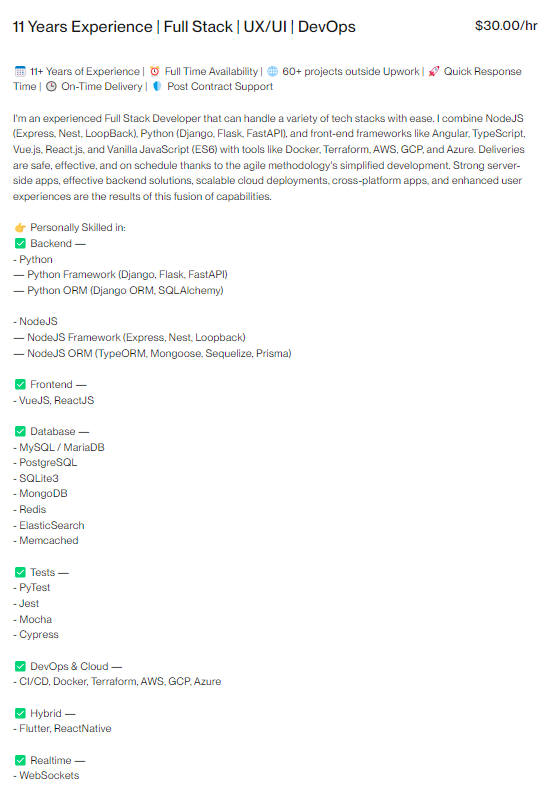 11 Years Experience | Full Stack | UX/UI | DevOps
$30.00/hr
📅 11+ Years of Experience | ⏰ Full Time Availability | 🌐 60+ projects outside Upwork | 🚀 Quick Response
Time | 🕒 On-Time Delivery | 🛡️ Post Contract Support
I'm an experienced Full Stack Developer that can handle a variety of tech stacks with ease. I combine NodeJS
(Express, Nest, LoopBack), Python (Django, Flask, FastAPI), and front-end frameworks like Angular, TypeScript,
Vue.js, React.js, and Vanilla JavaScript (ES6) with tools like Docker, Terraform, AWS, GCP, and Azure. Deliveries
are safe, effective, and on schedule thanks to the agile methodology's simplified development. Strong server-
side apps, effective backend solutions, scalable cloud deployments, cross-platform apps, and enhanced user
experiences are the results of this fusion of capabilities.
👉 Personally Skilled in:
✅ Backend —
- Python
— Python Framework (Django, Flask, FastAPI)
— Python ORM (Django ORM, SQLAlchemy)
- NodeJS
— NodeJS Framework (Express, Nest, Loopback)
— NodeJS ORM (TypeORM, Mongoose, Sequelize, Prisma)
✅ Frontend —
- VueJS, ReactJS
✅ Database —
- MySQL / MariaDB
- PostgreSQL
- SQLite3
- MongoDB
- Redis
- ElasticSearch
- Memcached
✅ Tests —
- PyTest
- Jest
- Mocha
- Cypress
✅ DevOps & Cloud —
- CI/CD, Docker, Terraform, AWS, GCP, Azure
✅ Hybrid —
- Flutter, ReactNative
✅ Realtime —
- WebSockets